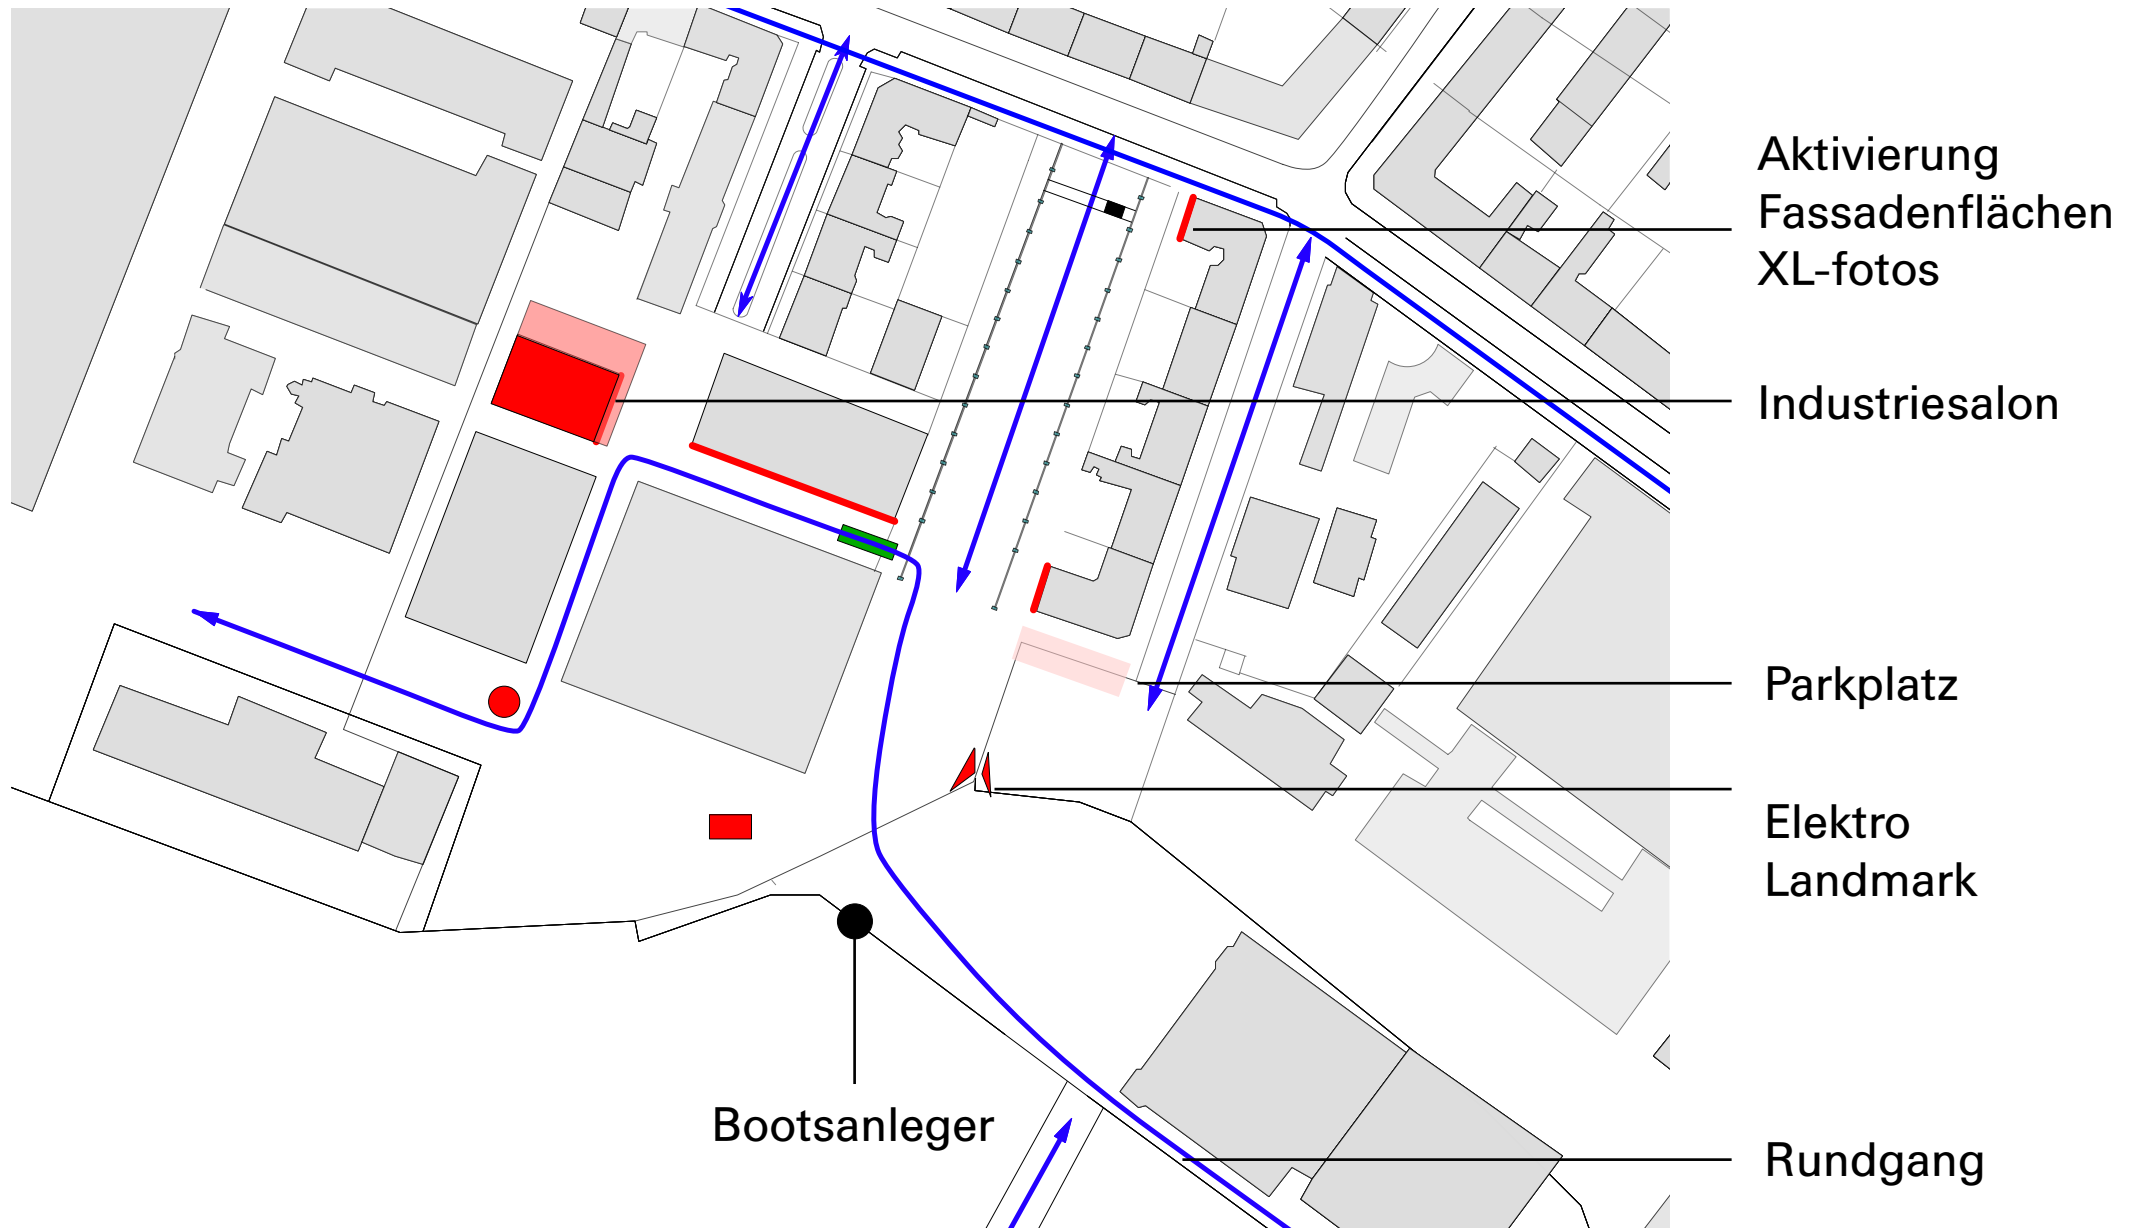 Aktivierung
Fassadenflächen
XL-fotos
Industriesalon
Parkplatz
Elektro
Landmark
Bootsanleger
Rundgang